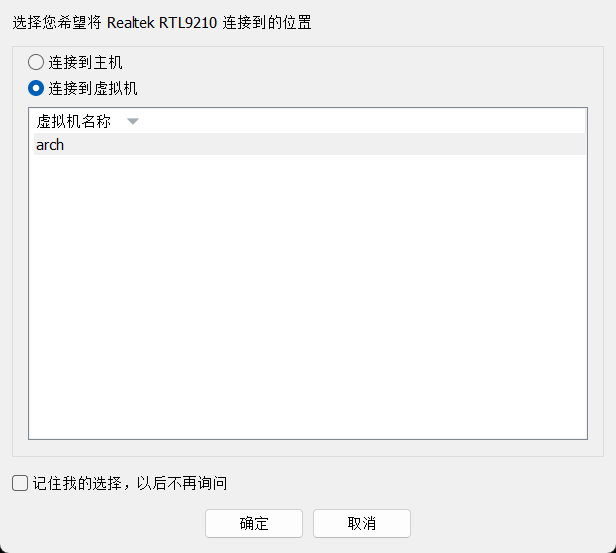 选择您希望将 Realtek RTL9210 连接到的位置
连接到主机
连接到虚拟机
虚拟机名称
arch
记住我的选择，以后不再询问
确定
取消